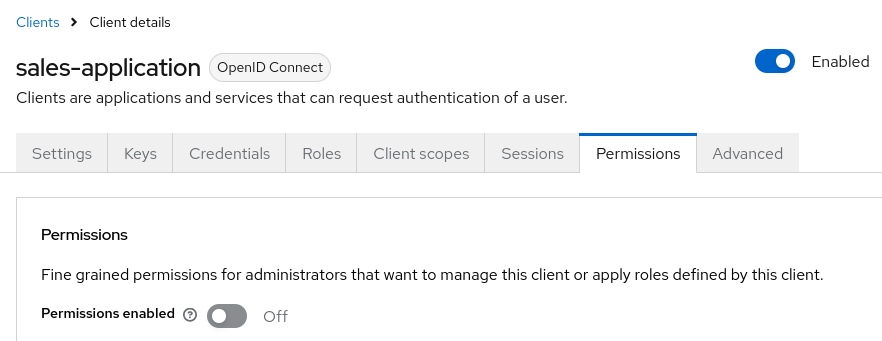 Clients > Client details
sales-application OpenID Connect Enabled
Clients are applications and services that can request authentication of a user.
Settings Keys Credentials Roles Client scopes Sessions Permissions Advanced
Permissions
Fine grained permissions for administrators that want to manage this client or apply roles defined by this client.
Permissions enabled ? Off